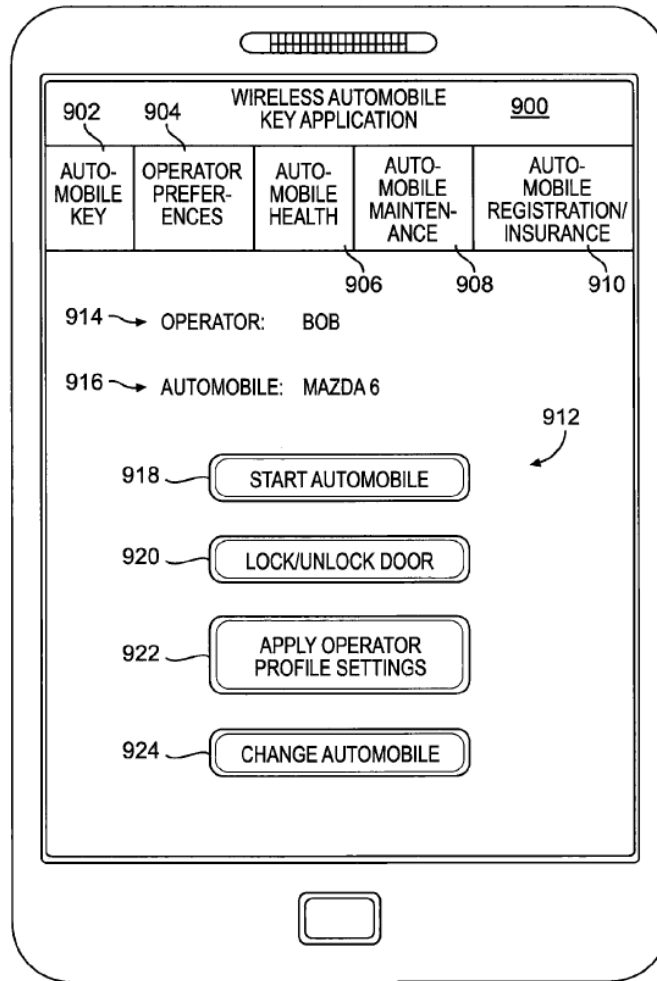 WIRELESS AUTOMOBILE
KEY APPLICATION
900
902
904
AUTO-
MOBILE
KEY
OPERATOR
PREFER-
ENCES
AUTO-
MOBILE
HEALTH
AUTO-
MOBILE
MAINTEN-
ANCE
AUTO-
MOBILE
REGISTRATION/
INSURANCE
906
908
910
914
OPERATOR: BOB
916
AUTOMOBILE: MAZDA 6
912
918
START AUTOMOBILE
920
LOCK/UNLOCK DOOR
922
APPLY OPERATOR
PROFILE SETTINGS
924
CHANGE AUTOMOBILE